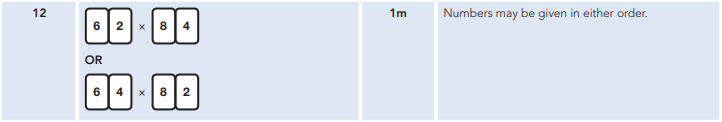 12
6 2 × 8 4
1m
Numbers may be given in either order.
OR
6 4 × 8 2